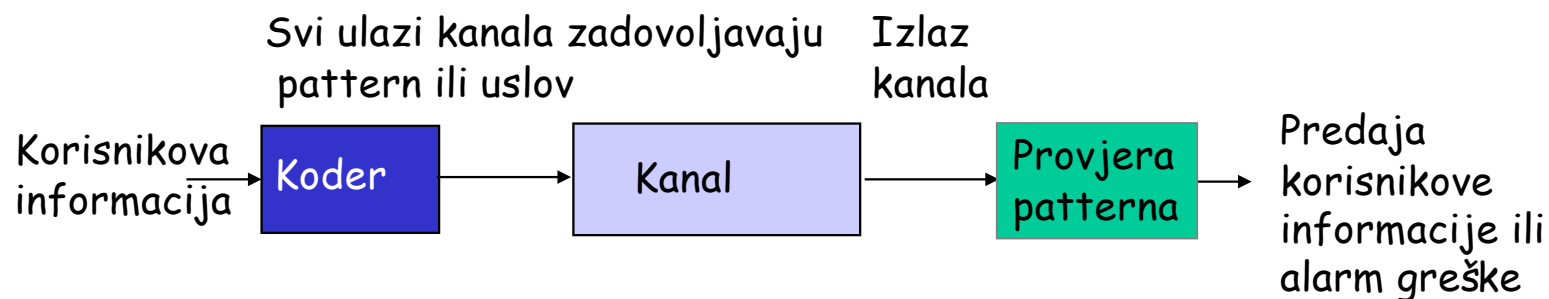 Svi ulazi kanala zadovoljavaju
pattern ili uslov
Izlaz
kanala
Korisnikova
informacija
Koder
Kanal
Provjera
patterna
Predaja
korisnikove
informacije ili
alarm greške